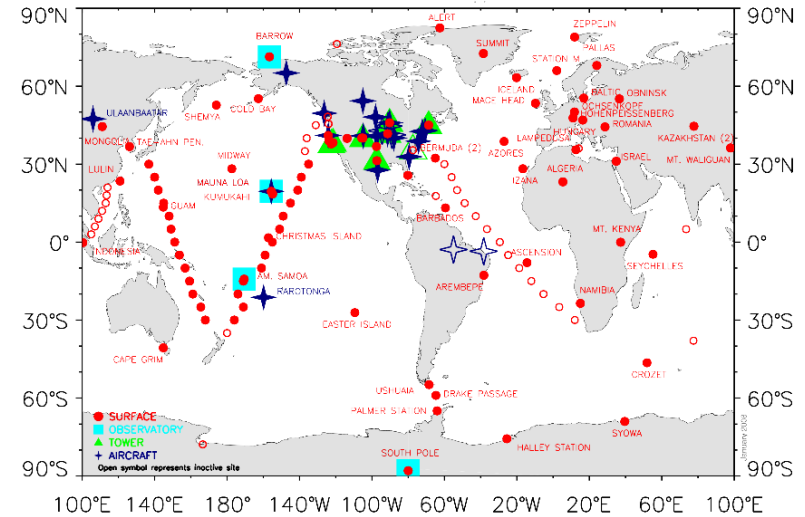 90°N
90°N
ALERT
ZEPPELIN
BARROW
SUMMIT
PALLAS
STATION M
60°N
60°N
ICELAND
BALTIC
OBNINSK
MACE HEAD
OCHSENKOPF
ULAANBAATAR
COLD BAY
HOHENPEISSENBERG
SHEMYA
HUNGARY
ROMANIA
MONGOLIA
TAE-AHN PEN.
LAMPEDUSA
KAZAKHSTAN (2)
BERMUDA (2)
AZORES
ISRAEL
MT. WALIGUAN
30°N
30°N
LULIN
MIDWAY
ALGERIA
MAUNA LOA
IZANA
KUMUKAHI
GUAM
BARBADOS
CHRISTMAS ISLAND
MT. KENYA
0°
0°
INDONESIA
ASCENSION
SEYCHELLES
AM. SAMOA
AREMBEPE
RAROTONGA
NAMIBIA
30°S
30°S
EASTER ISLAND
CAPE GRIM
CROZET
USHUAIA
DRAKE PASSAGE
60°S
60°S
PALMER STATION
SURFACE
OBSERVATORY
TOWER
AIRCRAFT
Open symbol represents inactive site
SYOWA
HALLEY STATION
SOUTH POLE
January 2008
90°S
90°S
100°E
140°E
180°
140°W
100°W
60°W
20°W
20°E
60°E
100°E